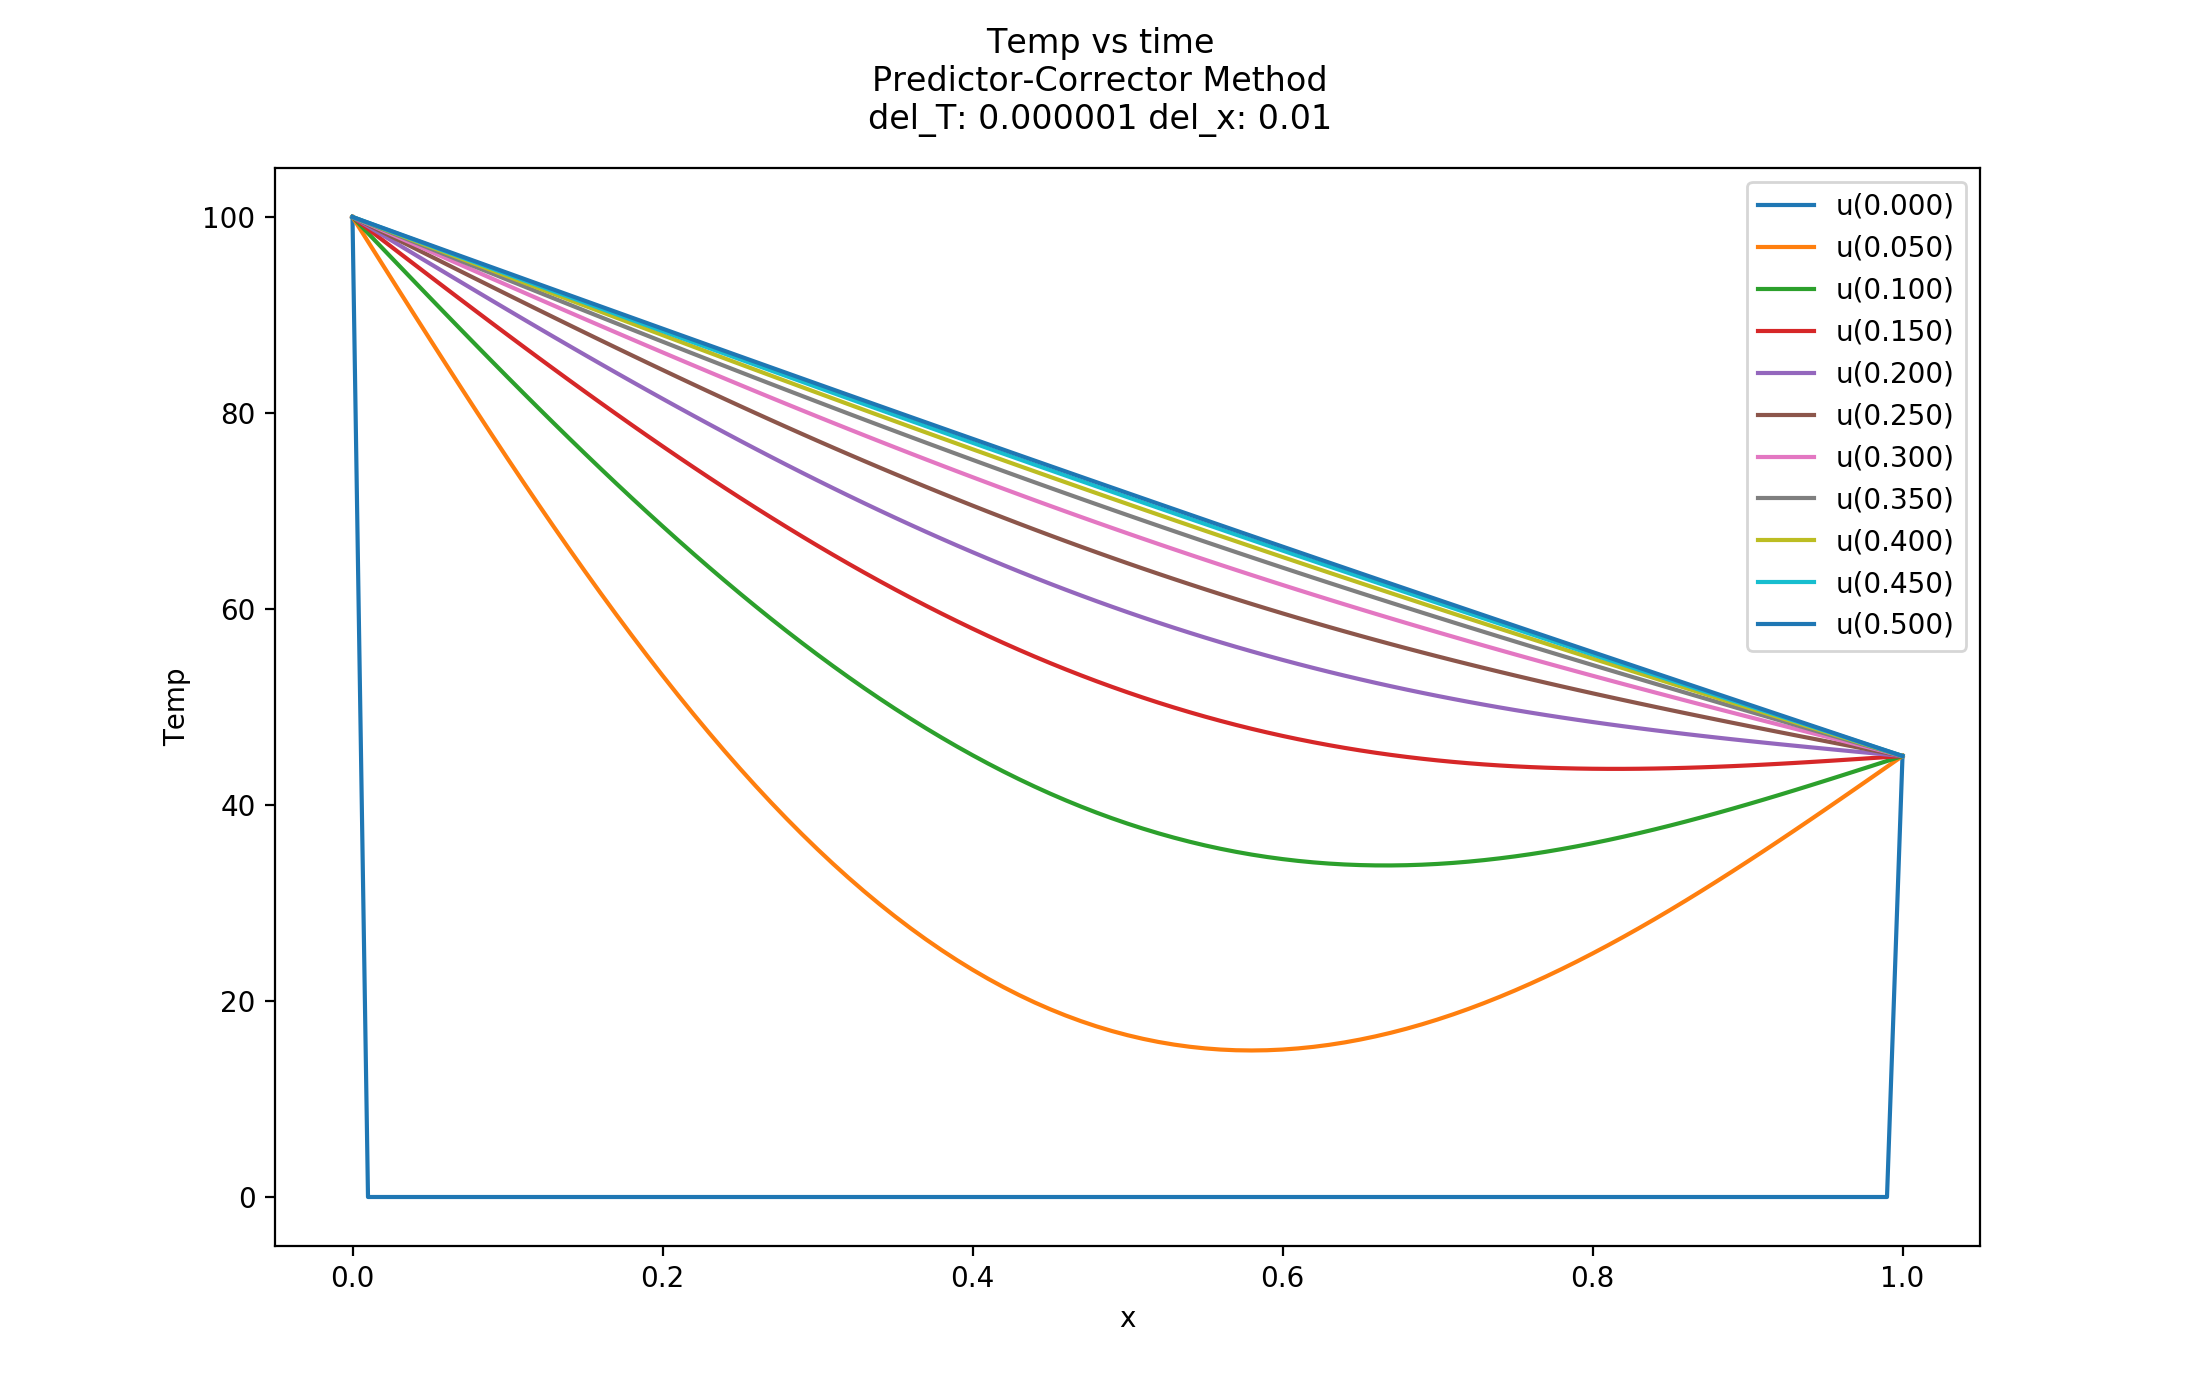 Temp vs time
Predictor-Corrector Method
del_T: 0.000001 del_x: 0.01
u(0.000)
u(0.050)
u(0.100)
u(0.150)
u(0.200)
u(0.250)
u(0.300)
u(0.350)
u(0.400)
u(0.450)
u(0.500)
100
80
60
40
20
0
Temp
0.0 0.2 0.4 0.6 0.8 1.0
x